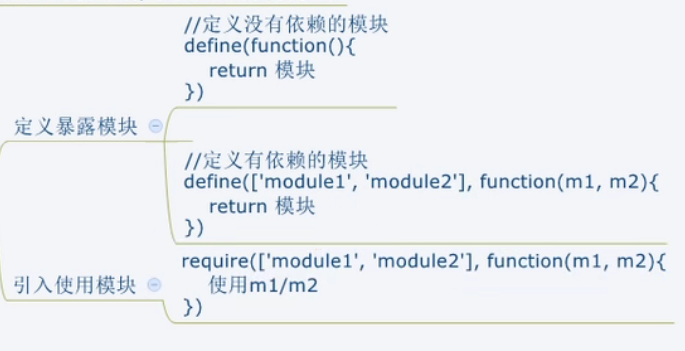 //定义没有依赖的模块
define(function(){
return 模块
})
定义暴露模块
//定义有依赖的模块
define(['module1', 'module2'], function(m1, m2){
return 模块
})
require(['module1', 'module2'], function(m1, m2){
引入使用模块
使用m1/m2
})